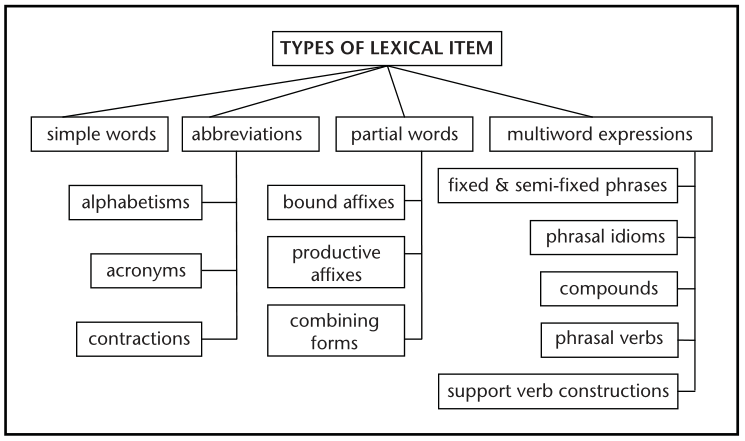 TYPES OF LEXICAL ITEM
simple words
abbreviations
alphabetisms
acronyms
contractions
partial words
bound affixes
productive
affixes
combining
forms
multiword expressions
fixed & semi-fixed phrases
phrasal idioms
compounds
phrasal verbs
support verb constructions